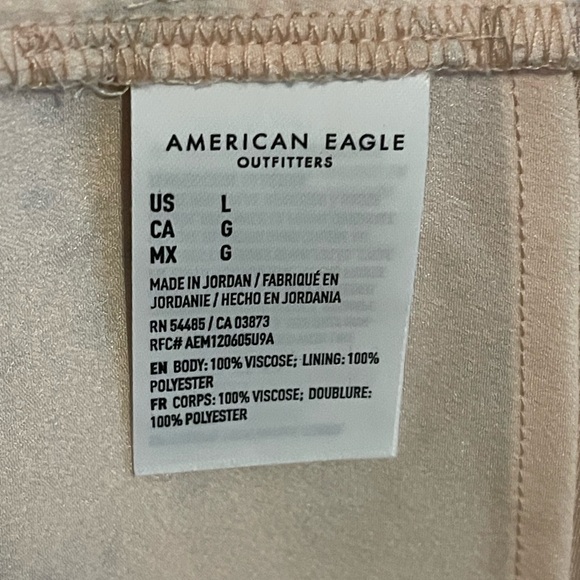 AMERICAN EAGLE
OUTFITTERS
US L
CA G
MX G
MADE IN JORDAN / FABRIQUÉ EN
JORDANIE / HECHO EN JORDANIA
RN 54485 / CA 03873
RFC# AEM120605U9A
EN BODY: 100% VISCOSE; LINING: 100%
POLYESTER
FR CORPS: 100% VISCOSE; DOUBLURE:
100% POLYESTER